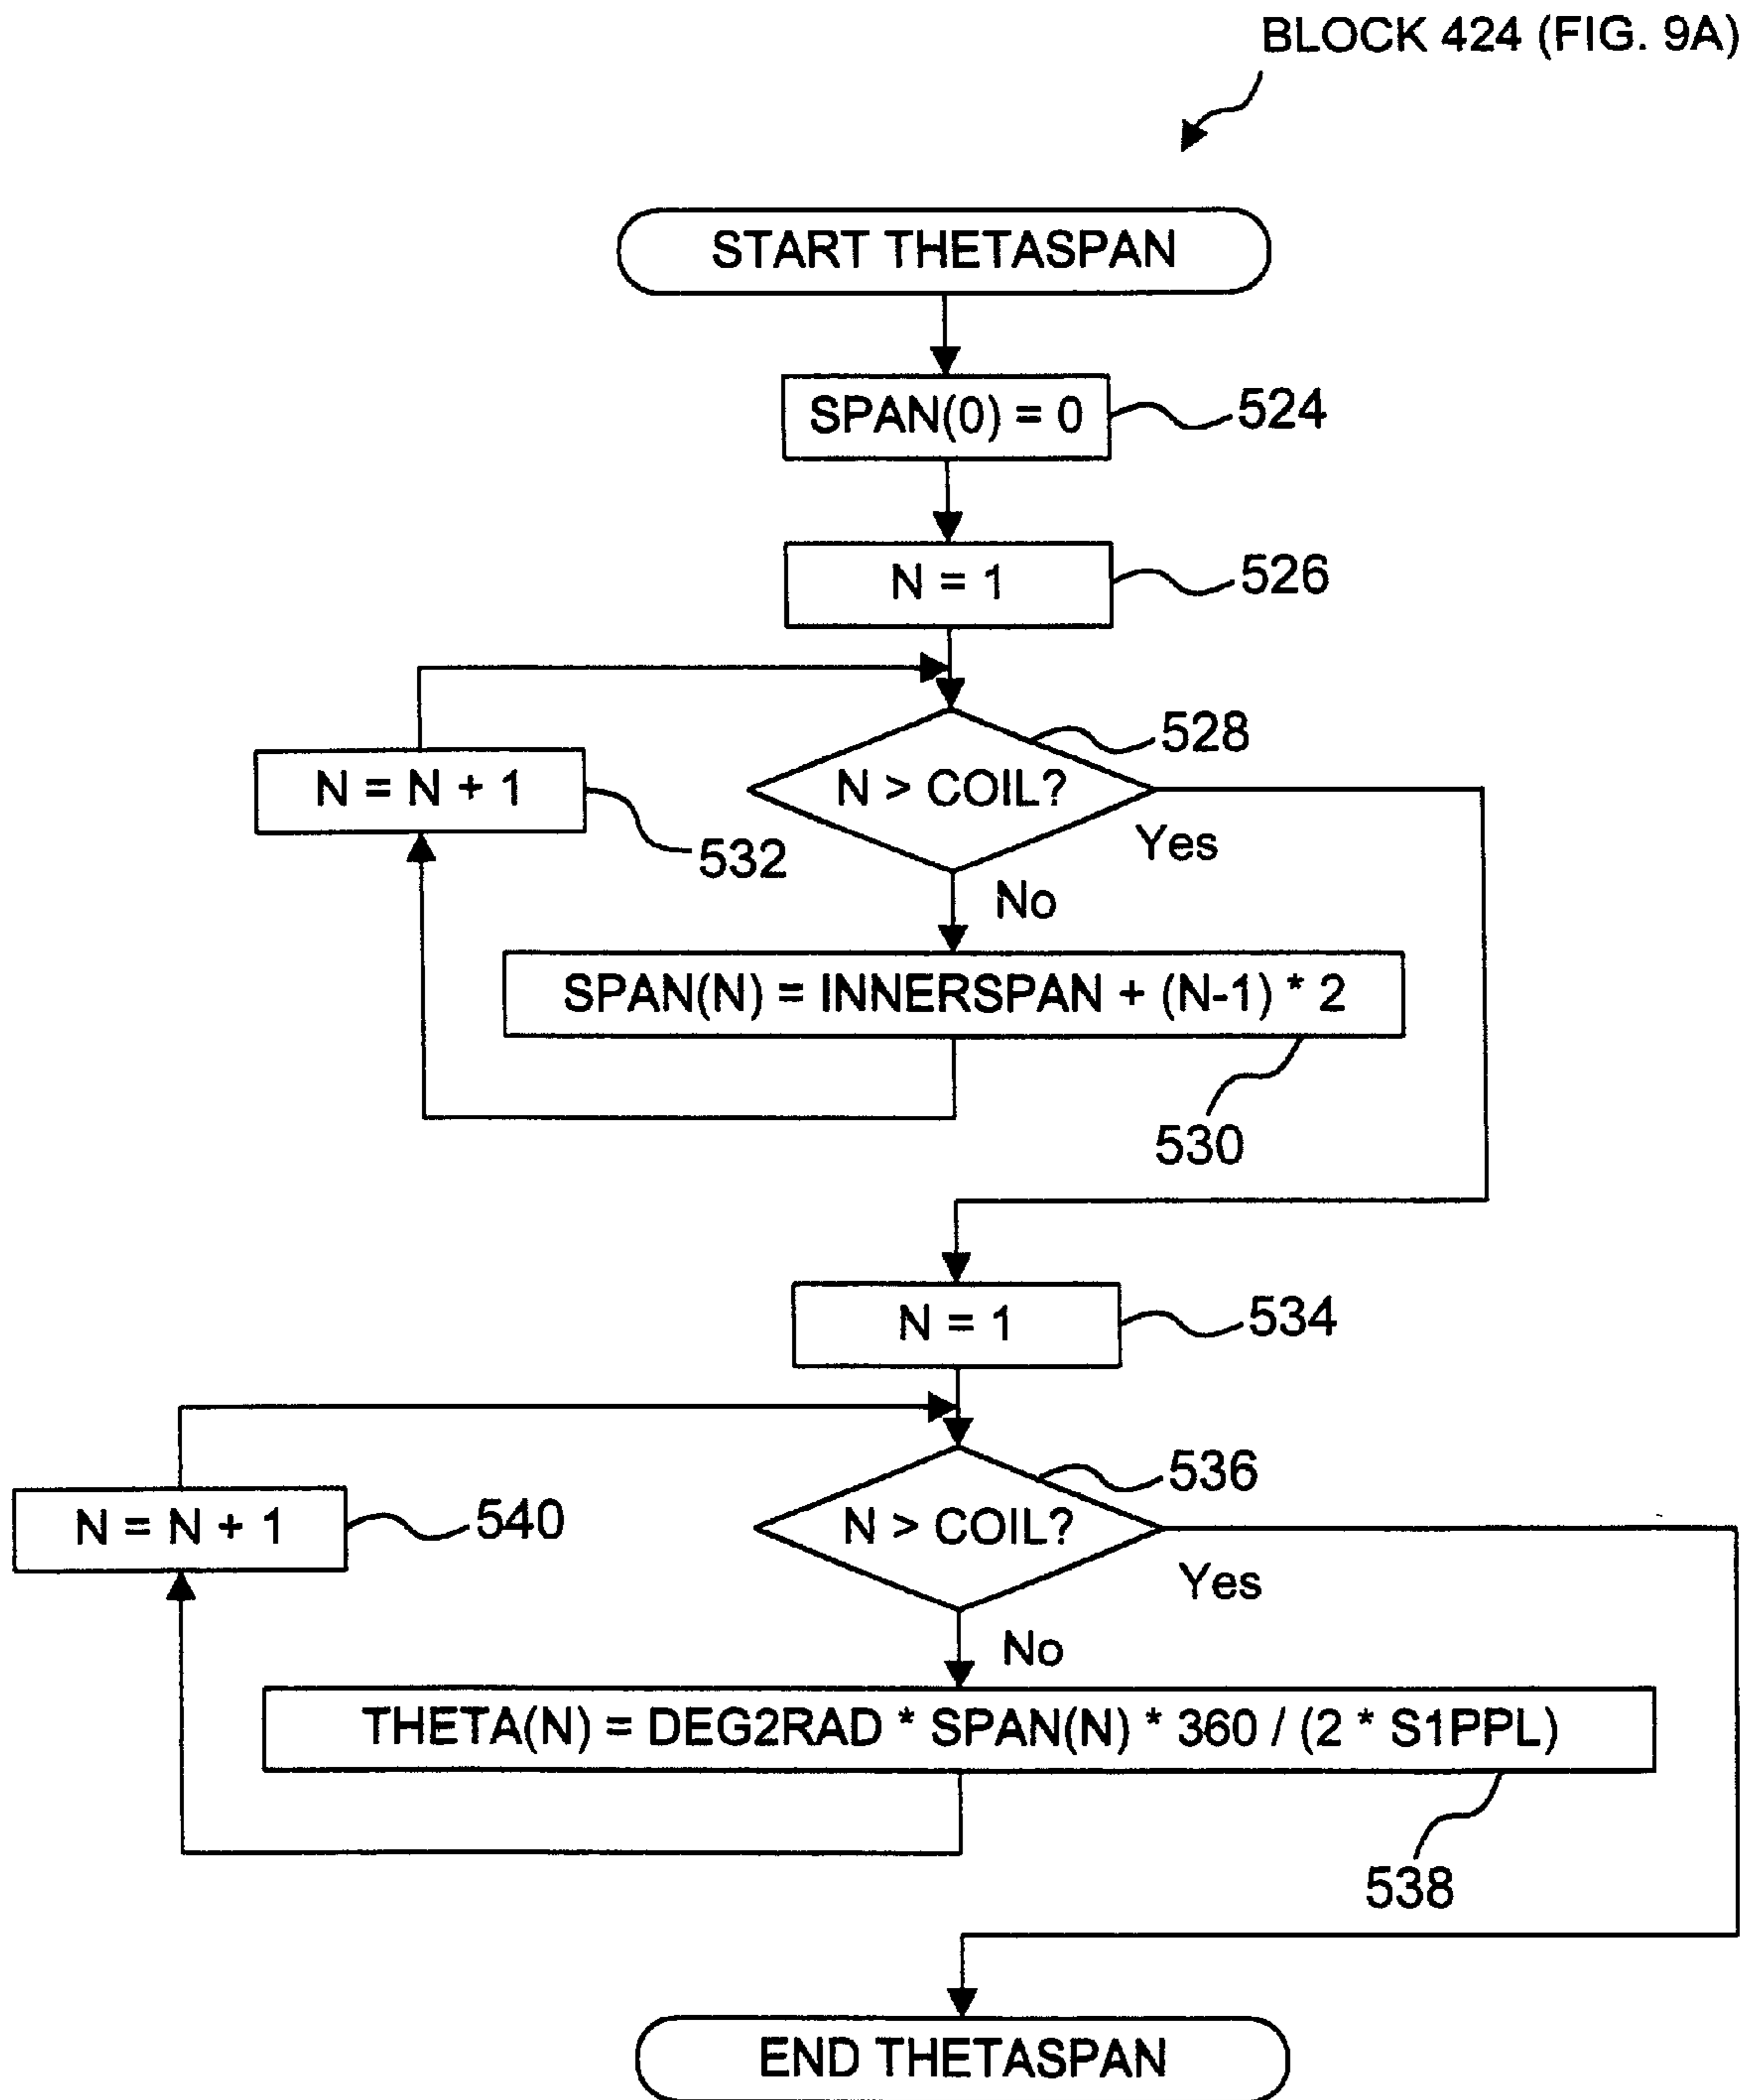 BLOCK 424 (FIG. 9A)
START THETASPAN
SPAN(0) = 0
524
N = 1
526
528
N > COIL?
N = N + 1
532
Yes
No
SPAN(N) = INNERSPAN + (N-1) * 2
530
N = 1
534
536
N > COIL?
N = N + 1
540
Yes
No
THETA(N) = DEG2RAD * SPAN(N) * 360 / (2 * S1PPL)
538
END THETASPAN